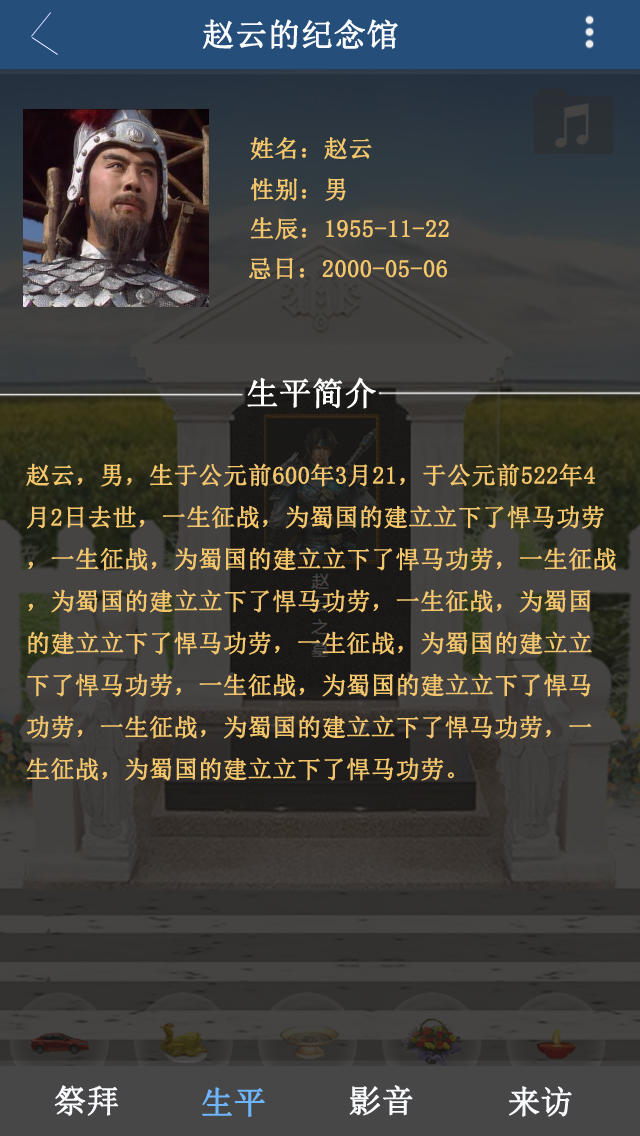 赵云的纪念馆
姓名：赵云
性别：男
生辰：1955-11-22
忌日：2000-05-06
生平简介
赵云，男，生于公元前600年3月21，于公元前522年4
月2日去世，一生征战，为蜀国的建立立下了悍马功劳
，一生征战，为蜀国的建立立下了悍马功劳，一生征战
，为蜀国的建立立下了悍马功劳，一生征战，为蜀国
的建立立下了悍马功劳，一生征战，为蜀国的建立立
下了悍马功劳，一生征战，为蜀国的建立立下了悍马
功劳，一生征战，为蜀国的建立立下了悍马功劳，一
生征战，为蜀国的建立立下了悍马功劳。
赵
之
墓
祭拜
生平
影音
来访